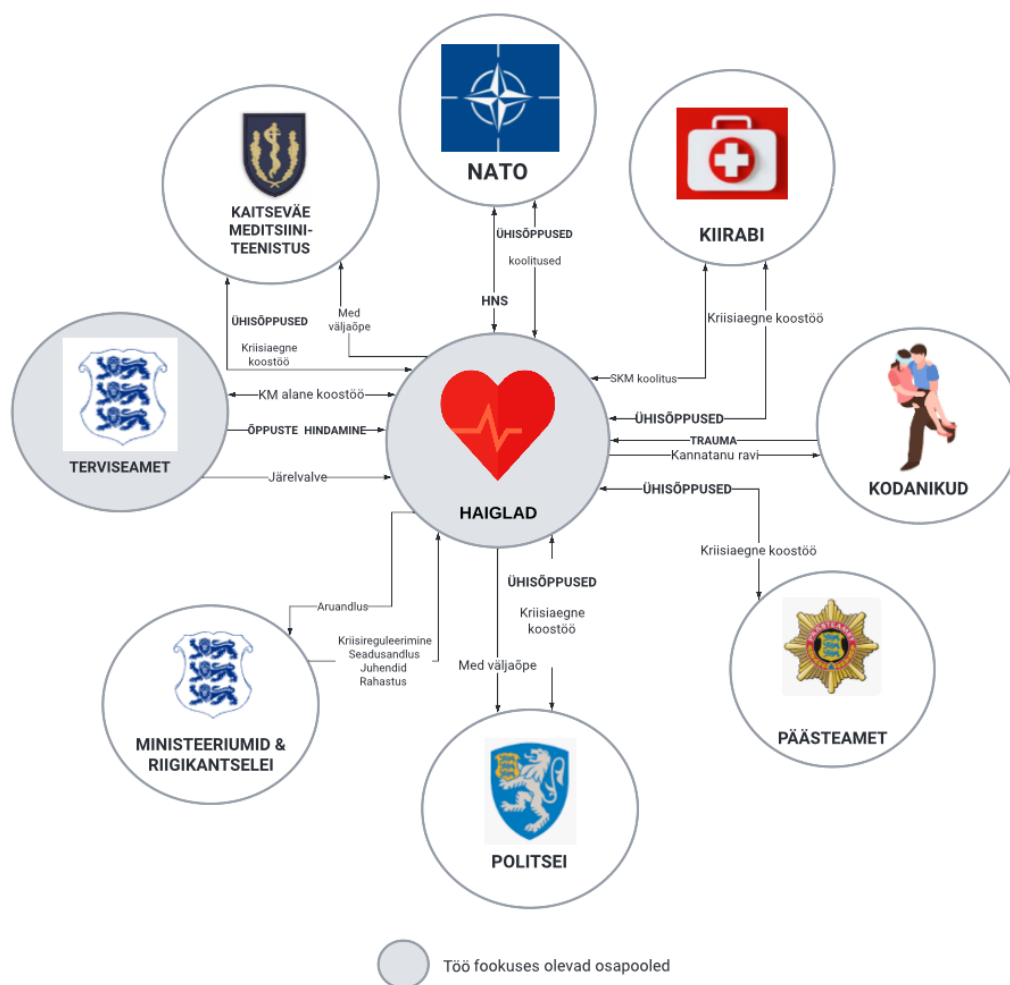 NATO
KIIRABI
KAITSEVÄE
MEDITSIINI-
TEENISTUS
ÜHISÕPPUSED
koolitused
HNS
Med
väljaõpe
ÜHISÕPPUSED
Kriisiaegne
koostöö
Kriisiaegne koostöö
SKM koolitus
ÜHISÕPPUSED
KM alane koostöö
ÕPPUSTE HINDAMINE
Järelvalve
TERVISEAMET
HAIGLAD
TRAUMA
Kannatanu ravi
KODANIKUD
ÜHISÕPPUSED
Kriisiaegne koostöö
PÄÄSTEAMET
Aruandlus
Kriisireguleerimine
Seadusandlus
Juhendid
Rahastus
MINISTEERIUMID &
RIIGIKANTSELEI
ÜHISÕPPUSED
Kriisiaegne
koostöö
Med väljaõpe
POLITSEI
Töö fookuses olevad osapooled